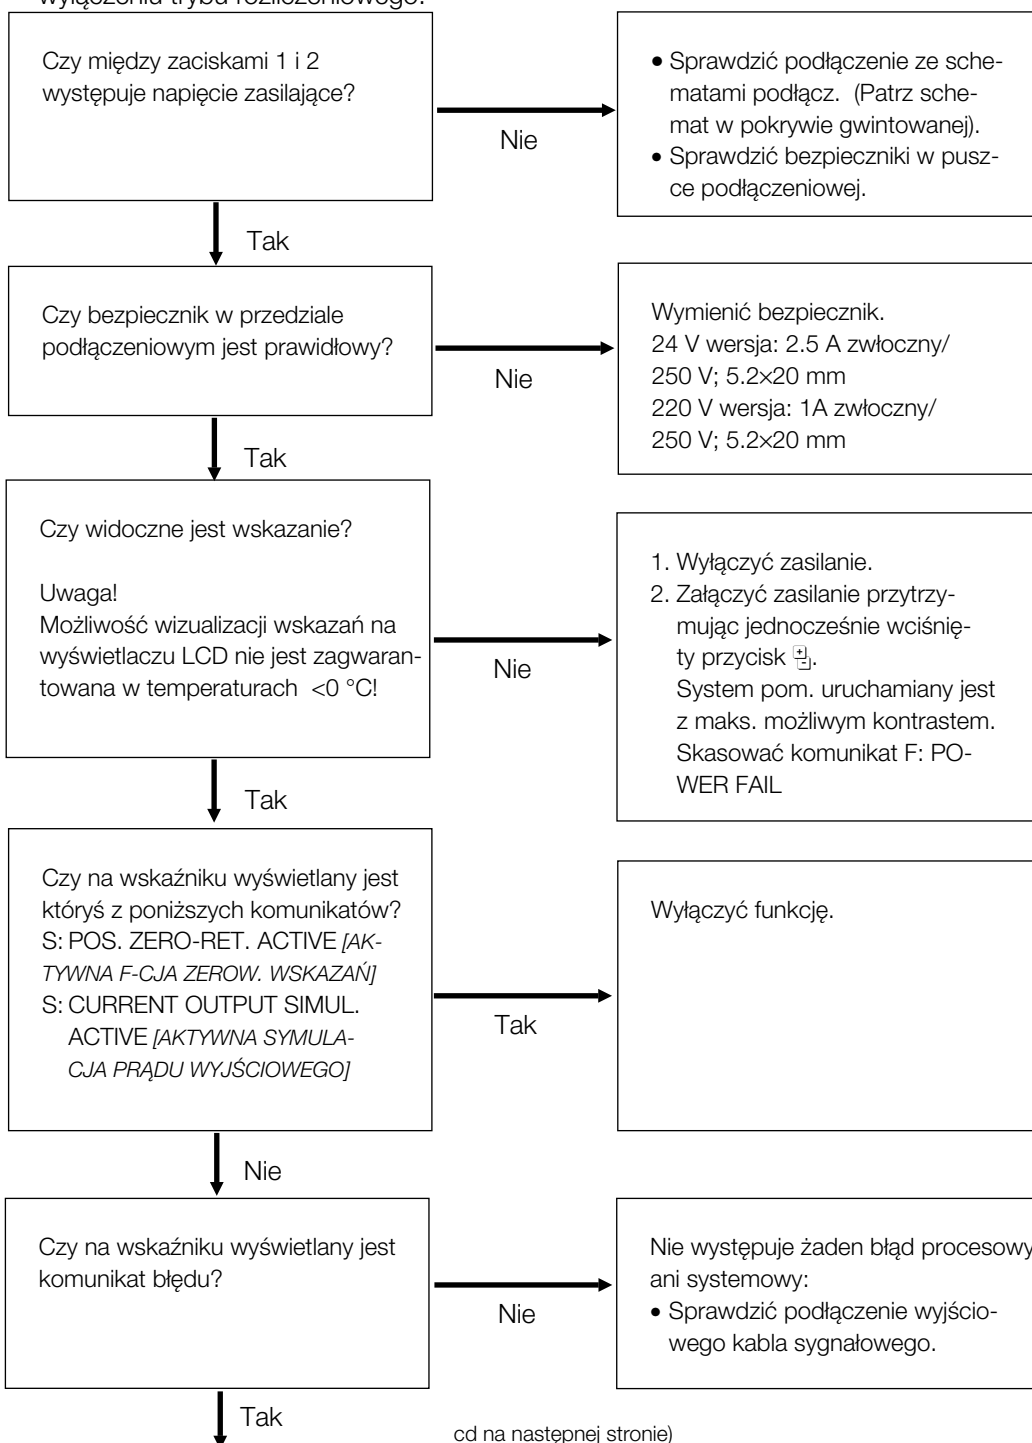 wyłączenia trybu rozliczeniowego.
Czy między zaciskami 1 i 2
występuje napięcie zasilające?
Nie
• Sprawdzić podłączenie ze sche-
matami podłącz. (Patrz sche-
mat w pokrywie gwintowanej).
• Sprawdzić bezpieczniki w pusz-
ce podłączeniowej.
Tak
Czy bezpiecznik w przedziale
podłączeniowym jest prawidłowy?
Nie
Wymienić bezpiecznik.
24 V wersja: 2.5 A zwłoczny/
250 V; 5.2×20 mm
220 V wersja: 1A zwłoczny/
250 V; 5.2×20 mm
Tak
Czy widoczne jest wskazanie?
Uwaga!
Możliwość wizualizacji wskazań na
wyświetlaczu LCD nie jest zagwaran-
towana w temperaturach <0 °C!
Nie
1. Wyłączyć zasilanie.
2. Załączyć zasilanie przytrzy-
mując jednocześnie wciśnię-
ty przycisk.
System pom. uruchamiany jest
z maks. możliwym kontrastem.
Skasować komunikat F: PO-
WER FAIL
Tak
Czy na wskaźniku wyświetlany jest
któryś z poniższych komunikatów?
S: POS. ZERO-RET. ACTIVE [AK-
TYWNA F-CJA ZEROW. WSKAZAŃ]
S: CURRENT OUTPUT SIMUL.
ACTIVE [AKTYWNA SYMULA-
CJA PRĄDU WYJŚCIOWEGO]
Tak
Wyłączyć funkcję.
Nie
Czy na wskaźniku wyświetlany jest
komunikat błędu?
Nie
Nie występuje żaden błąd procesowy
ani systemowy:
• Sprawdzić podłączenie wyjścio-
wego kabla sygnałowego.
Tak
cd na następnej stronie)